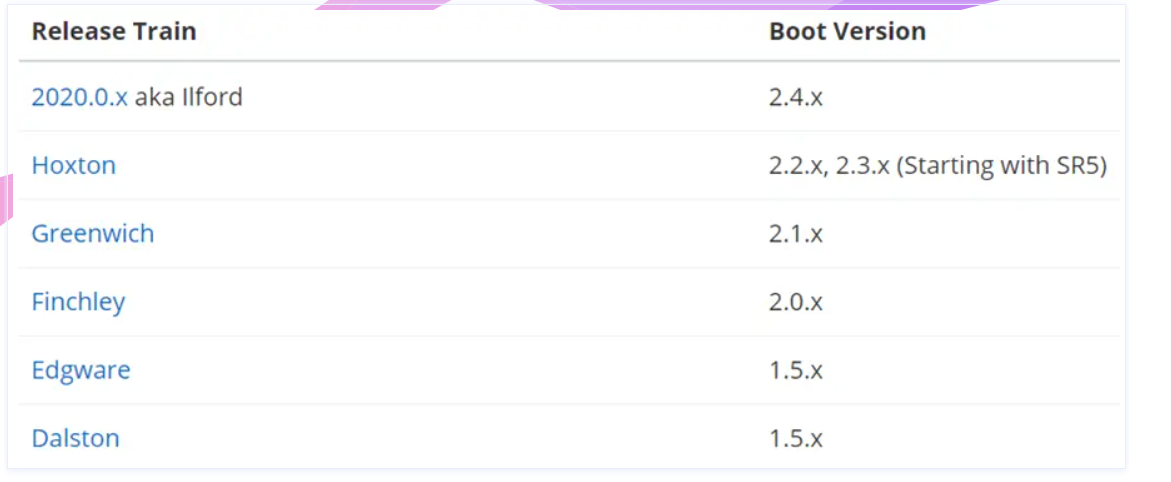 Release Train Boot Version
2020.0.x aka Ilford 2.4.x
Hoxton 2.2.x, 2.3.x (Starting with SR5)
Greenwich 2.1.x
Finchley 2.0.x
Edgware 1.5.x
Dalston 1.5.x